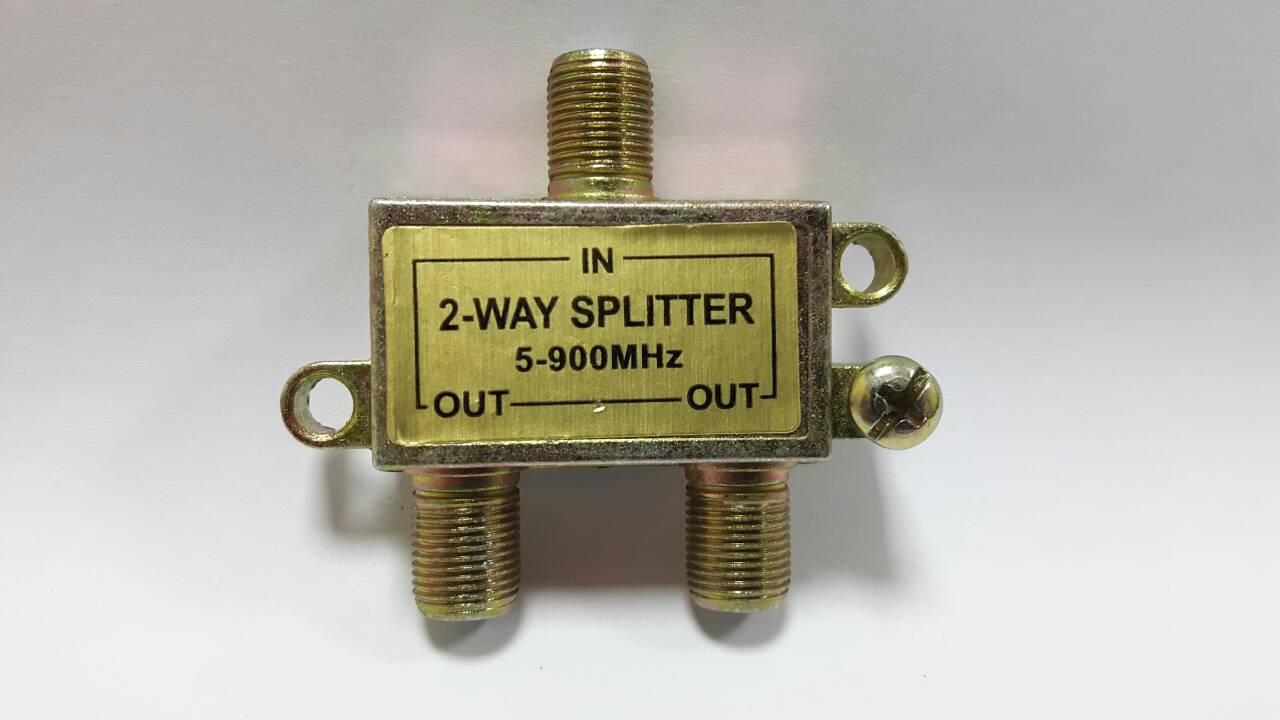 IN
2-WAY SPLITTER
5-900MHz
OUT OUT